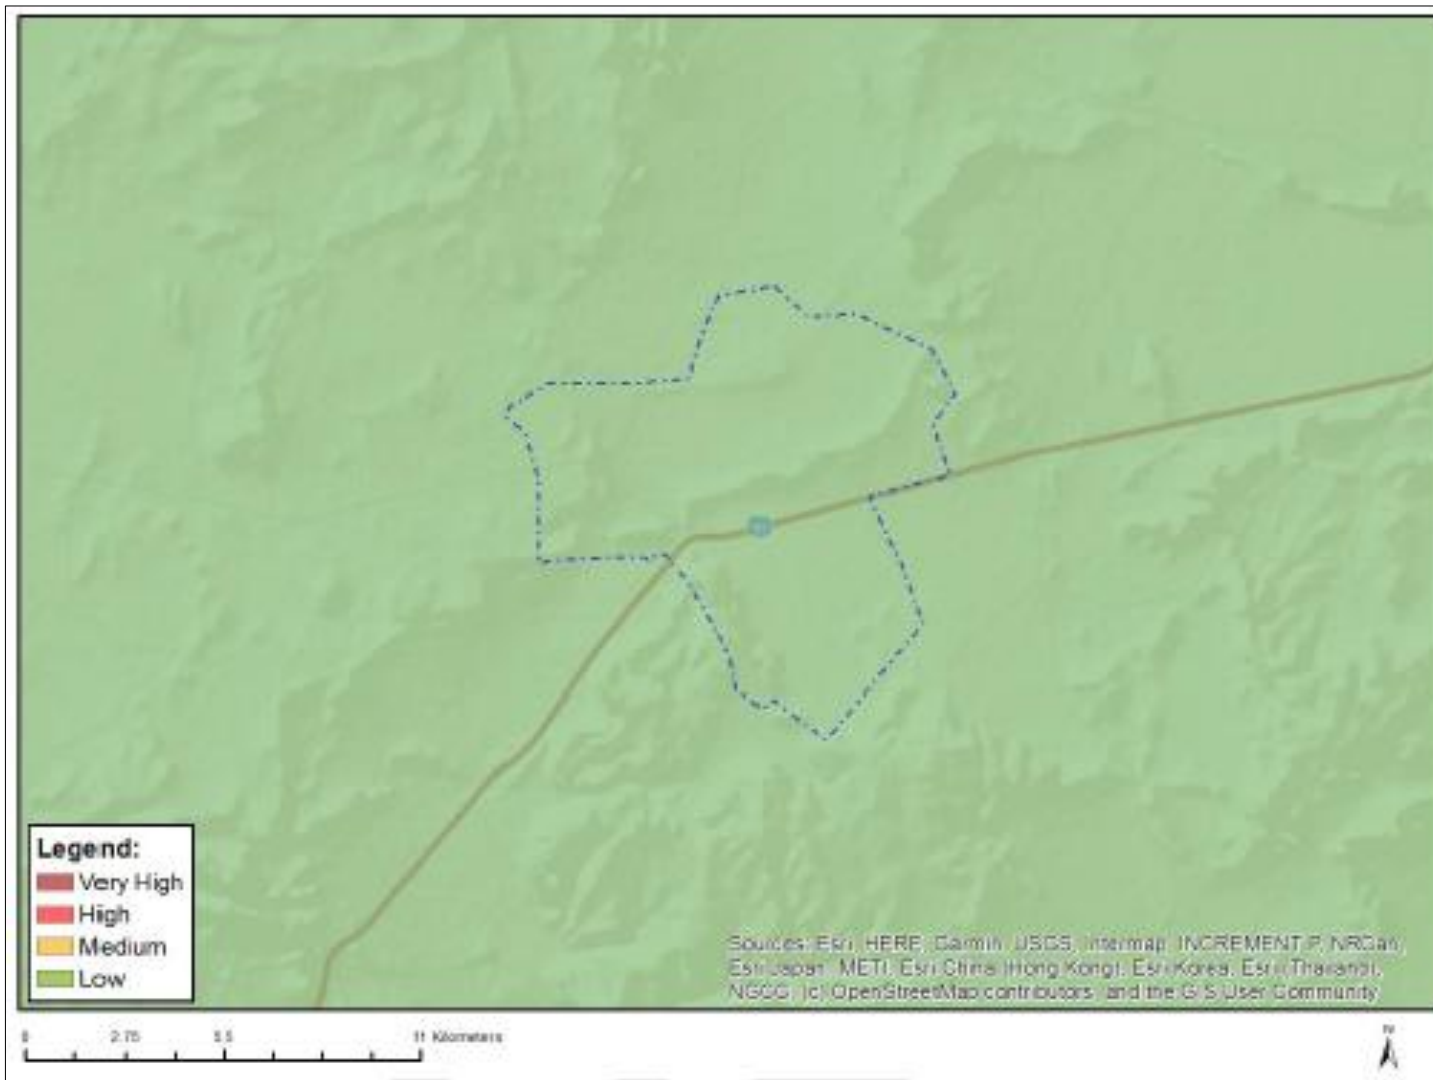 Legend:
Very High
High
Medium
Low
Sources: Esri, HERE, Garmin, USGS, Intermap, INCREMENT P, NRCan,
Esri Japan, METI, Esri China (Hong Kong), Esri Korea, Esri (Thailand),
NGCC, (c) OpenStreetMap contributors, and the GIS User Community
0 2.75 5.5 11 Kilometers
N